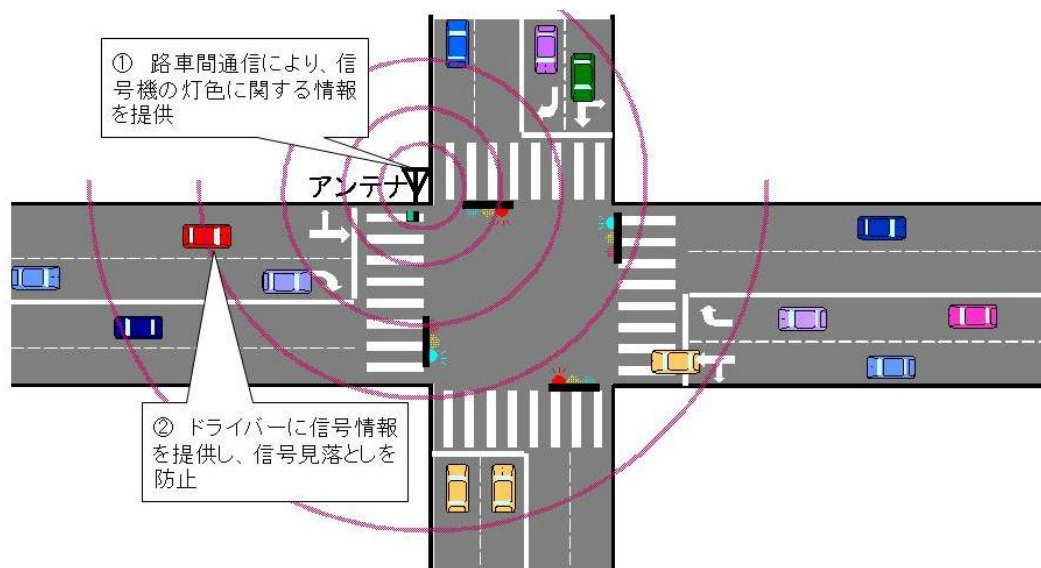 ① 路車間通信により、信
号機の灯色に関する情報
を提供
アンテナ
② ドライバーに信号情報
を提供し、信号見落としを
防止